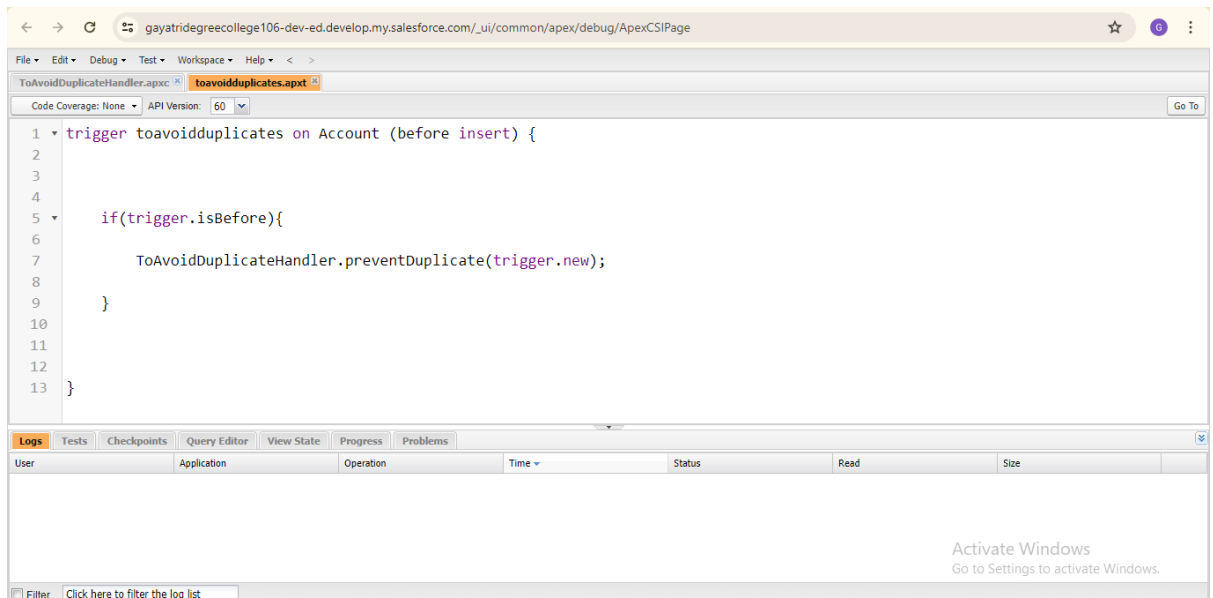 gayatridegreecollege106-dev-ed.develop.my.salesforce.com/_ui/common/apex/debug/ApexCSIPage G
File Edit Debug Test Workspace Help < >
ToAvoidDuplicateHandler.apxc toavoidduplicates.apxt
Code Coverage: None API Version: 60 Go To
1 trigger toavoidduplicates on Account (before insert) {
2
3
4
5 if(trigger.isBefore){
6
7 ToAvoidDuplicateHandler.preventDuplicate(trigger.new);
8
9 }
10
11
12
13 }
Logs Tests Checkpoints Query Editor View State Progress Problems
User Application Operation Time Status Read Size
Activate Windows
Go to Settings to activate Windows.
Filter Click here to filter the log list